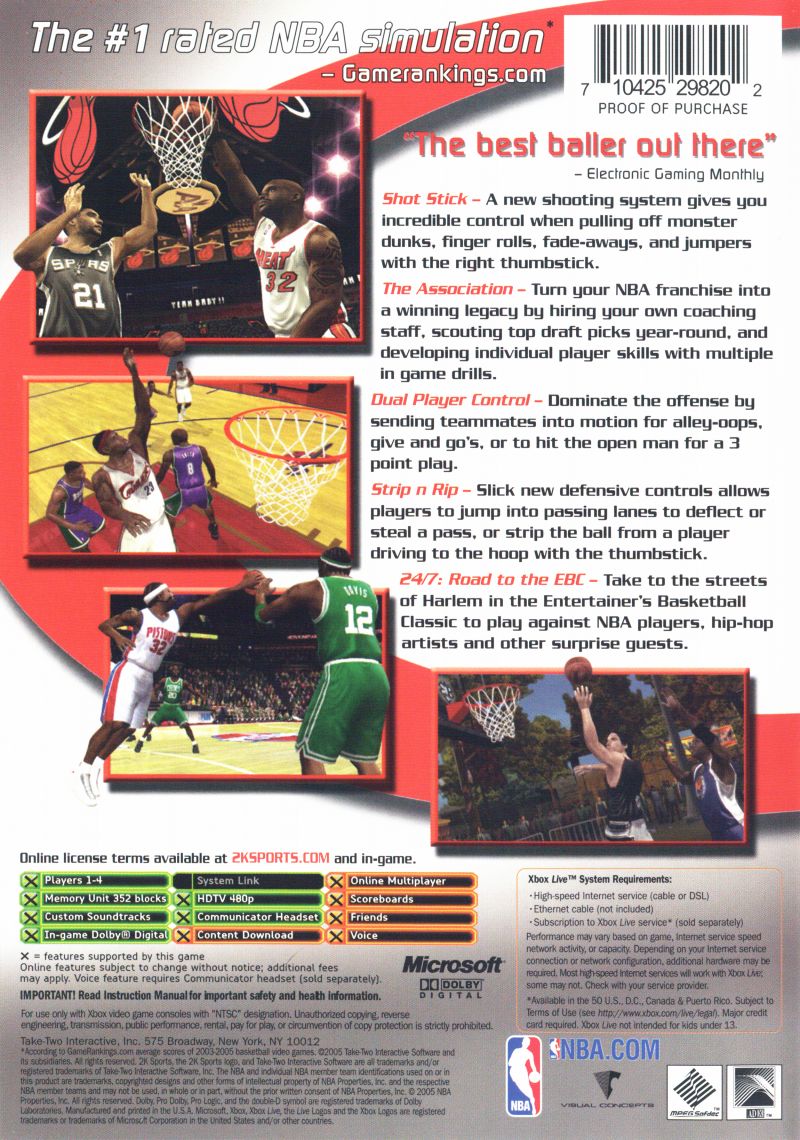 The #1 rated NBA simulation*
– Gamerankings.com
7 10425 29820 2
PROOF OF PURCHASE
"The best baller out there"
– Electronic Gaming Monthly
Shot Stick – A new shooting system gives you
incredible control when pulling off monster
dunks, finger rolls, fade-aways, and jumpers
with the right thumbstick.
The Association – Turn your NBA franchise into
a winning legacy by hiring your own coaching
staff, scouting top draft picks year-round, and
developing individual player skills with multiple
in game drills.
Dual Player Control – Dominate the offense by
sending teammates into motion for alley-oops,
give and go's, or to hit the open man for a 3
point play.
Strip n Rip – Slick new defensive controls allows
players to jump into passing lanes to deflect or
steal a pass, or strip the ball from a player
driving to the hoop with the thumbstick.
24/7: Road to the EBC – Take to the streets
of Harlem in the Entertainer's Basketball
Classic to play against NBA players, hip-hop
artists and other surprise guests.
SPURS
21
HEAT
32
TEAM BABY!!
23
8
PISTONS
32
DAVIS
12
20
Online license terms available at 2KSPORTS.COM and in-game.
Players 1-4
System Link
Online Multiplayer
Memory Unit 352 blocks
HDTV 480p
Scoreboards
Custom Soundtracks
Communicator Headset
Friends
In-game Dolby® Digital
Content Download
Voice
X = features supported by this game
Online features subject to change without notice; additional fees
may apply. Voice feature requires Communicator headset (sold separately).
IMPORTANT! Read Instruction Manual for important safety and health information.
Microsoft
DOLBY
DIGITAL
For use only with Xbox video game consoles with "NTSC" designation. Unauthorized copying, reverse
engineering, transmission, public performance, rental, pay for play, or circumvention of copy protection is strictly prohibited.
Take-Two Interactive, Inc. 575 Broadway, New York, NY 10012
*According to GameRankings.com average scores of 2003-2005 basketball video games. ©2005 Take-Two Interactive Software and
its subsidiaries. All rights reserved. 2K Sports, the 2K Sports logo, and Take-Two Interactive Software are all trademarks and/or
registered trademarks of Take-Two Interactive Software, Inc. The NBA and individual NBA member team identifications used on or in
this product are trademarks, copyrighted designs and other forms of intellectual property of NBA Properties, Inc. and the respective
NBA member teams and may not be used, in whole or in part, without the prior written consent of NBA Properties, Inc. © 2005 NBA
Properties, Inc. All rights reserved. Dolby, Pro Dolby, Pro Logic, and the double-D symbol are registered trademarks of Dolby
Laboratories. Manufactured and printed in the U.S.A. Microsoft, Xbox, Xbox Live, the Live Logos and the Xbox Logos are registered
trademarks or trademarks of Microsoft Corporation in the United States and/or other countries.
Xbox Live™ System Requirements:
• High-speed Internet service (cable or DSL)
• Ethernet cable (not included)
• Subscription to Xbox Live service* (sold separately)
Performance may vary based on game, Internet service speed
network activity, or capacity. Depending on your Internet service
connection or network configuration, additional hardware may be
required. Most high-speed Internet services will work with Xbox Live;
some may not. Check with your service provider.
*Available in the 50 U.S., D.C., Canada & Puerto Rico. Subject to
Terms of Use (see http://www.xbox.com/live/legal). Major credit
card required. Xbox Live not intended for kids under 13.
NBA
NBA.COM
VISUAL CONCEPTS
MPEG Sofdec™
ADX™